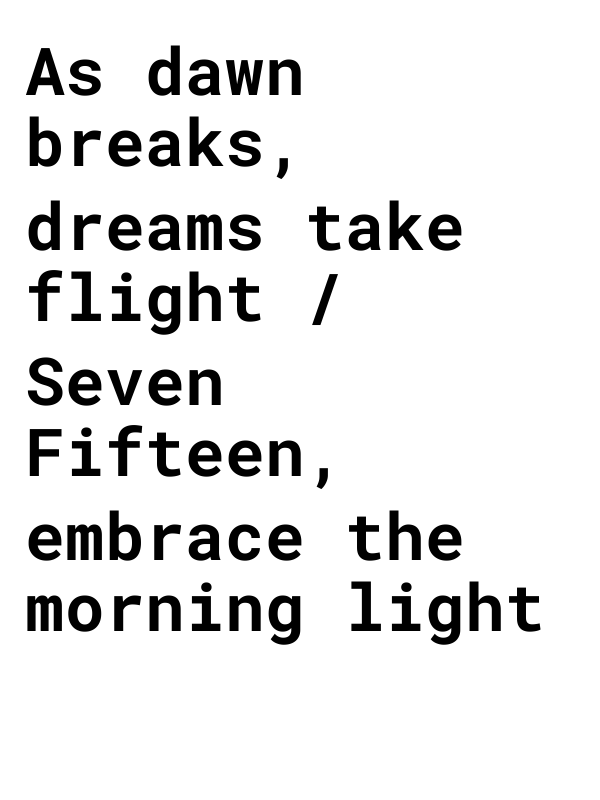 As dawn
breaks,
dreams take
flight /
Seven
Fifteen,
embrace the
morning light